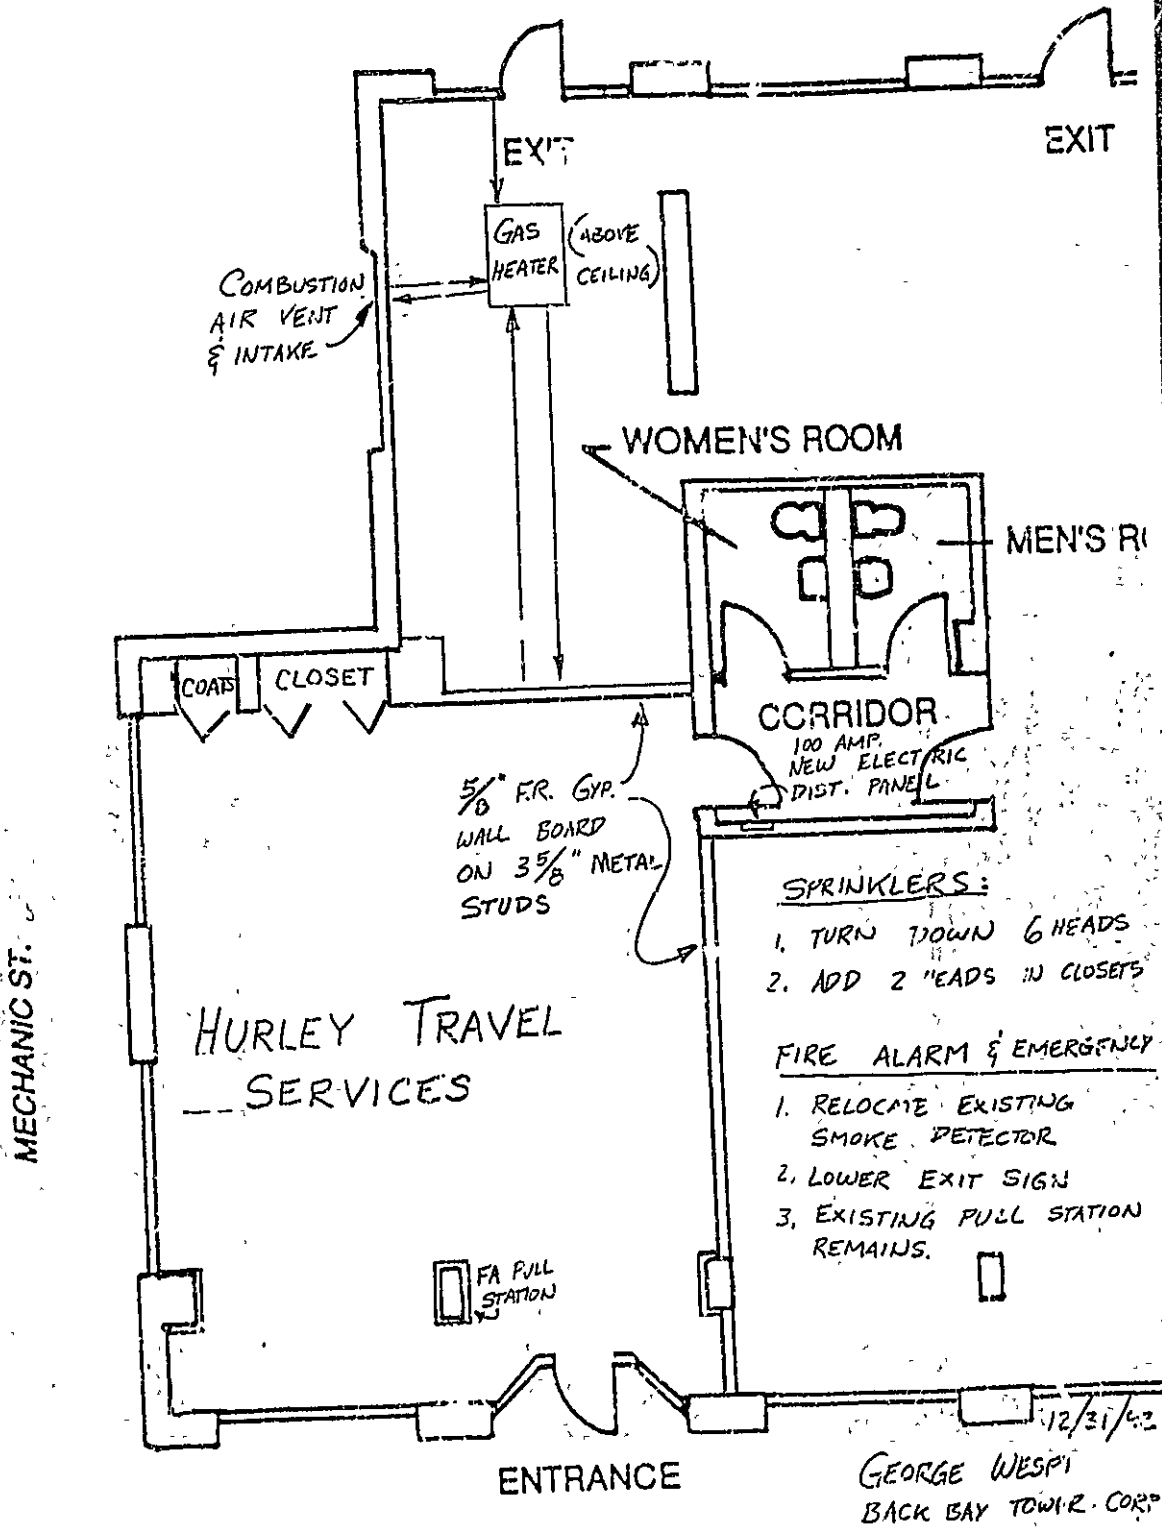 EXIT
EXIT
GAS
HEATER
(ABOVE
CEILING)
COMBUSTION
AIR VENT
& INTAKE
WOMEN'S ROOM
MEN'S
COATS
CLOSET
CORRIDOR
100 AMP.
NEW ELECTRIC
DIST. PANEL
5/8" F.R. GYP.
WALL BOARD
ON 3 5/8" METAL
STUDS
SPRINKLERS:
1. TURN DOWN 6 HEADS
2. ADD 2 HEADS IN CLOSETS
MECHANIC ST.
HURLEY TRAVEL
SERVICES
FIRE ALARM & EMERGENCY
1. RELOCATE EXISTING
SMOKE DETECTOR
2. LOWER EXIT SIGN
3. EXISTING PULL STATION
REMAINS.
FA PULL
STATION
ENTRANCE
GEORGE
BACK BAY TOWER CORP